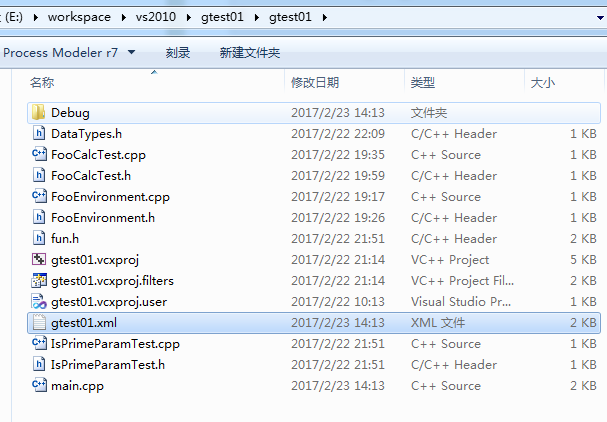 (E:) workspace vs2010 gtest01 gtest01
Process Modeler r7 刻录 新建文件夹
名称 修改日期 类型 大小
Debug 2017/2/23 14:13 文件夹
DataTypes.h 2017/2/22 22:09 C/C++ Header 1 KB
FooCalcTest.cpp 2017/2/22 19:35 C++ Source 1 KB
FooCalcTest.h 2017/2/22 19:59 C/C++ Header 1 KB
FooEnvironment.cpp 2017/2/22 19:17 C++ Source 1 KB
FooEnvironment.h 2017/2/22 19:26 C/C++ Header 1 KB
fun.h 2017/2/22 21:51 C/C++ Header 2 KB
gtest01.vcxproj 2017/2/22 21:14 VC++ Project 5 KB
gtest01.vcxproj.filters 2017/2/22 21:14 VC++ Project Fil... 2 KB
gtest01.vcxproj.user 2017/2/22 10:13 Visual Studio Pr... 1 KB
gtest01.xml 2017/2/23 14:13 XML 文件 2 KB
IsPrimeParamTest.cpp 2017/2/22 21:51 C++ Source 1 KB
IsPrimeParamTest.h 2017/2/22 21:51 C/C++ Header 1 KB
main.cpp 2017/2/23 14:13 C++ Source 1 KB